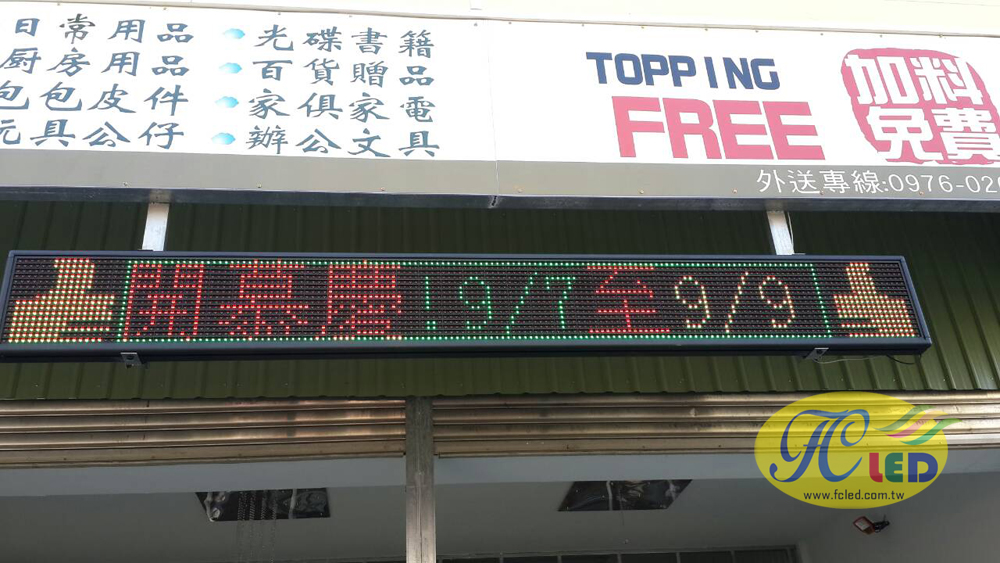 日常用品 光碟書籍
厨房用品 百貨贈品
包包皮件 家俱家電
玩具公仔 辦公文具
TOPPING
FREE
加料
免費
外送專線:0976-02
開慕慶!9/7至9/9
FC LED
www.fcled.com.tw